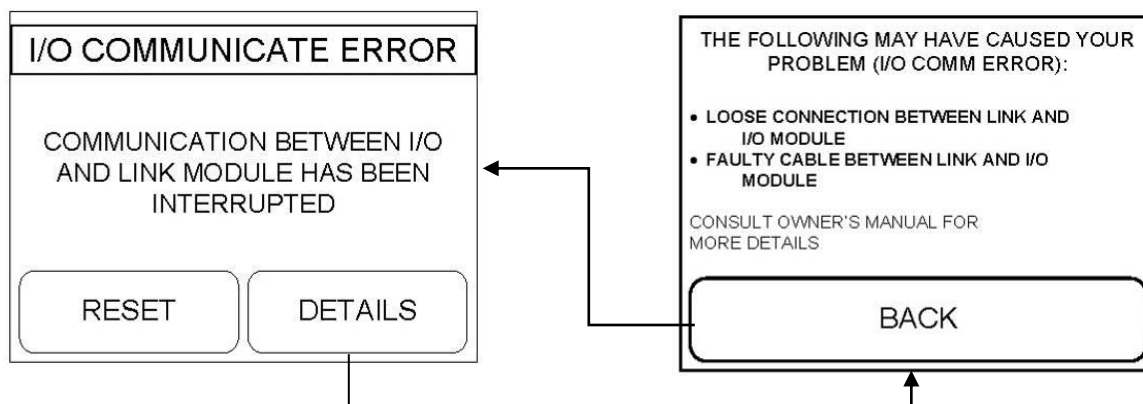 I/O COMMUNICATE ERROR
COMMUNICATION BETWEEN I/O
AND LINK MODULE HAS BEEN
INTERRUPTED
RESET
DETAILS
THE FOLLOWING MAY HAVE CAUSED YOUR
PROBLEM (I/O COMM ERROR):
• LOOSE CONNECTION BETWEEN LINK AND
I/O MODULE
• FAULTY CABLE BETWEEN LINK AND I/O
MODULE
CONSULT OWNER'S MANUAL FOR
MORE DETAILS
BACK